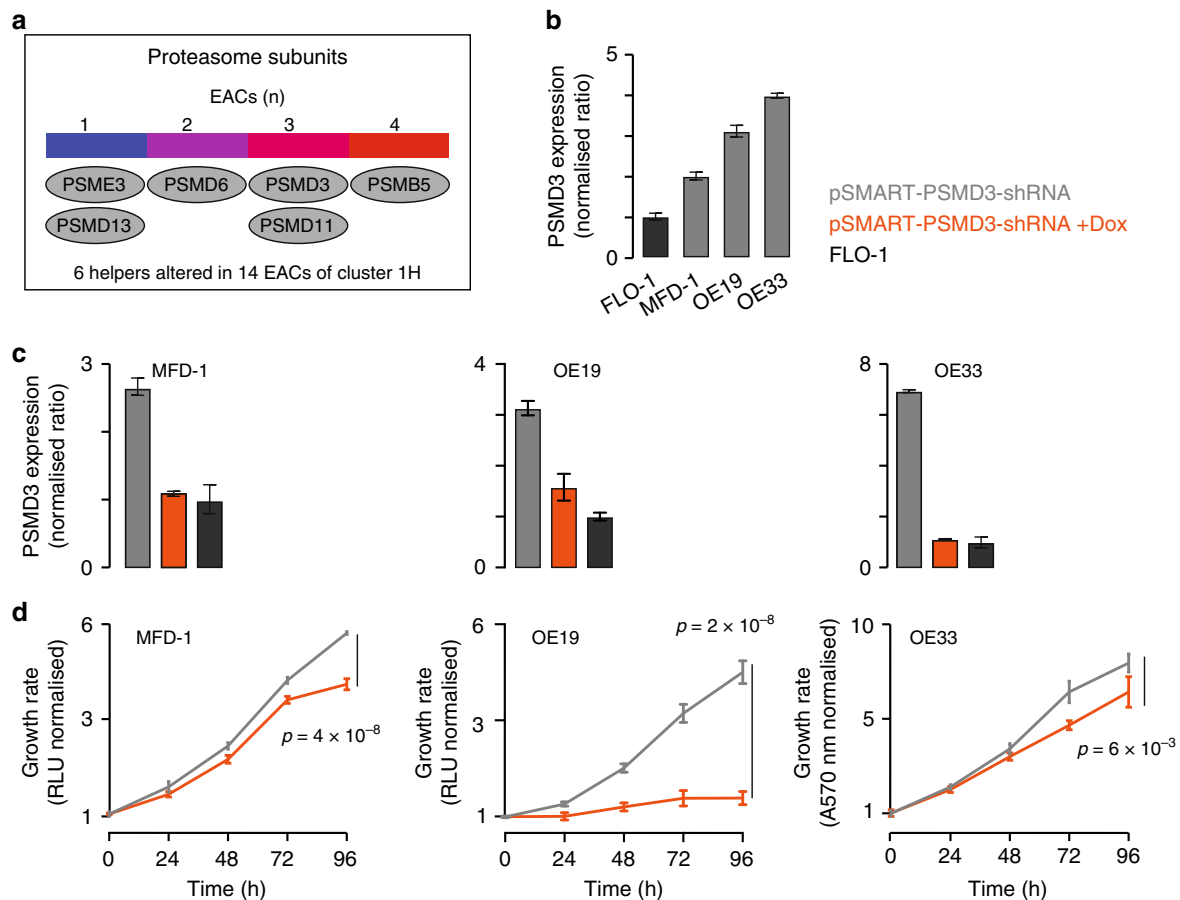 a
Proteasome subunits
EACs (n)
1 2 3 4
PSME3 PSMD6 PSMD3 PSMB5
PSMD13 PSMD11
6 helpers altered in 14 EACs of cluster 1H
b
PSMD3 expression
(normalised ratio)
5
0
FLO-1 MFD-1 OE19 OE33
pSMART-PSMD3-shRNA
pSMART-PSMD3-shRNA +Dox
FLO-1
c
PSMD3 expression
(normalised ratio)
3
0
MFD-1
4
0
OE19
8
0
OE33
d
Growth rate
(RLU normalised)
6
3
1
MFD-1
p = 4 × 10⁻⁸
0 24 48 72 96
Time (h)
Growth rate
(RLU normalised)
6
3
1
OE19
p = 2 × 10⁻⁸
0 24 48 72 96
Time (h)
Growth rate
(A570 nm normalised)
10
5
1
OE33
p = 6 × 10⁻³
0 24 48 72 96
Time (h)